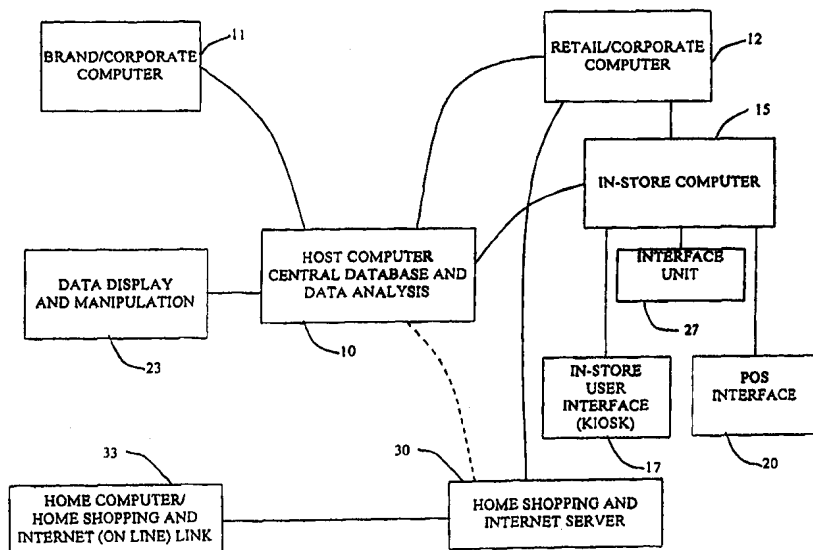 11
BRAND/CORPORATE
COMPUTER
RETAIL/CORPORATE
COMPUTER
12
15
IN-STORE COMPUTER
HOST COMPUTER
CENTRAL DATABASE AND
DATA ANALYSIS
10
DATA DISPLAY
AND MANIPULATION
23
INTERFACE
UNIT
27
IN-STORE
USER
INTERFACE
(KIOSK)
17
POS
INTERFACE
20
33
HOME COMPUTER/
HOME SHOPPING AND
INTERNET (ON LINE) LINK
30
HOME SHOPPING AND
INTERNET SERVER